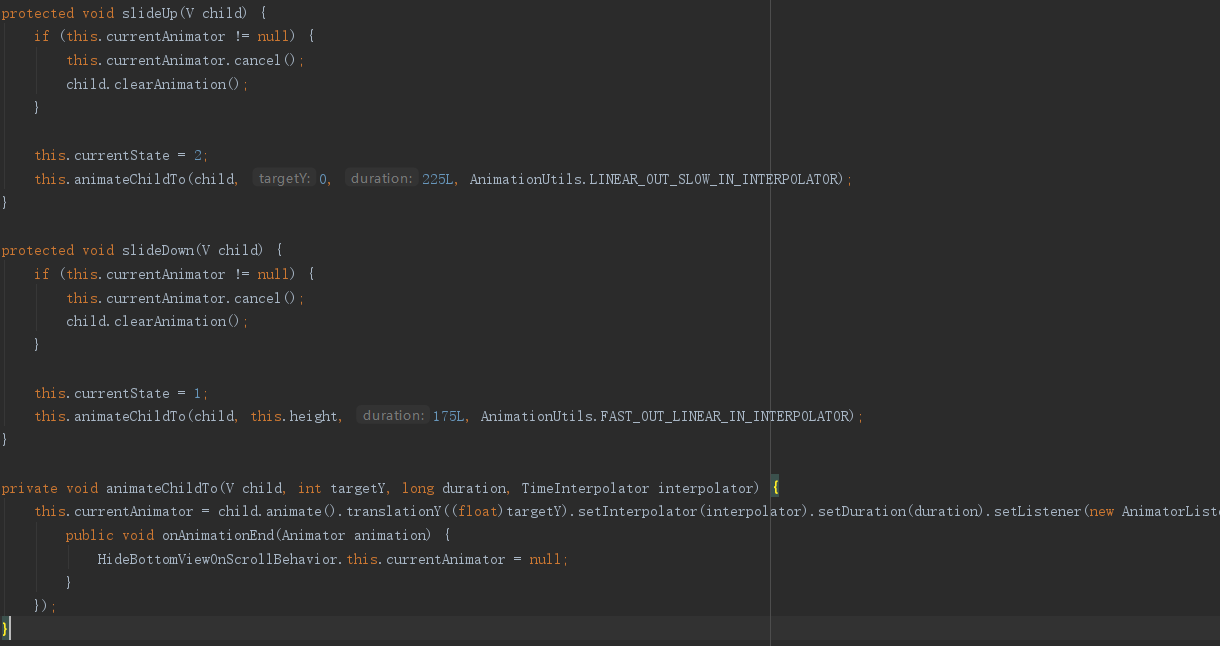 protected void slideUp(V child) {
    if (this.currentAnimator != null) {
        this.currentAnimator.cancel();
        child.clearAnimation();
    }
    this.currentState = 2;
    this.animateChildTo(child, targetY: 0, duration: 225L, AnimationUtils.LINEAR_OUT_SLOW_IN_INTERPOLATOR);
}
protected void slideDown(V child) {
    if (this.currentAnimator != null) {
        this.currentAnimator.cancel();
        child.clearAnimation();
    }
    this.currentState = 1;
    this.animateChildTo(child, this.height, duration: 175L, AnimationUtils.FAST_OUT_LINEAR_IN_INTERPOLATOR);
}
private void animateChildTo(V child, int targetY, long duration, TimeInterpolator interpolator) {
    this.currentAnimator = child.animate().translationY((float)targetY).setInterpolator(interpolator).setDuration(duration).setListener(new AnimatorListe
        public void onAnimationEnd(Animator animation) {
            HideBottomViewOnScrollBehavior.this.currentAnimator = null;
        }
    });
}